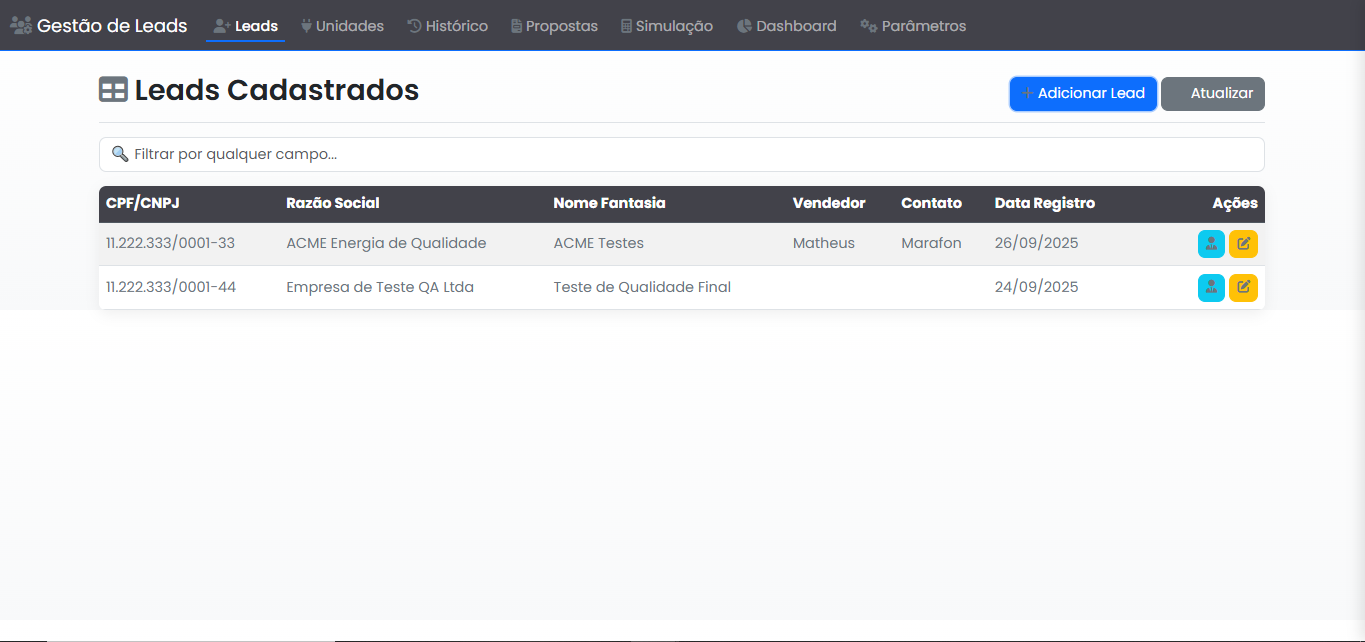 Gestão de Leads Leads Unidades Histórico Propostas Simulação Dashboard Parâmetros
Leads Cadastrados
+ Adicionar Lead Atualizar
🔍 Filtrar por qualquer campo...
CPF/CNPJ Razão Social Nome Fantasia Vendedor Contato Data Registro Ações
11.222.333/0001-33 ACME Energia de Qualidade ACME Testes Matheus Marafon 26/09/2025
11.222.333/0001-44 Empresa de Teste QA Ltda Teste de Qualidade Final 24/09/2025